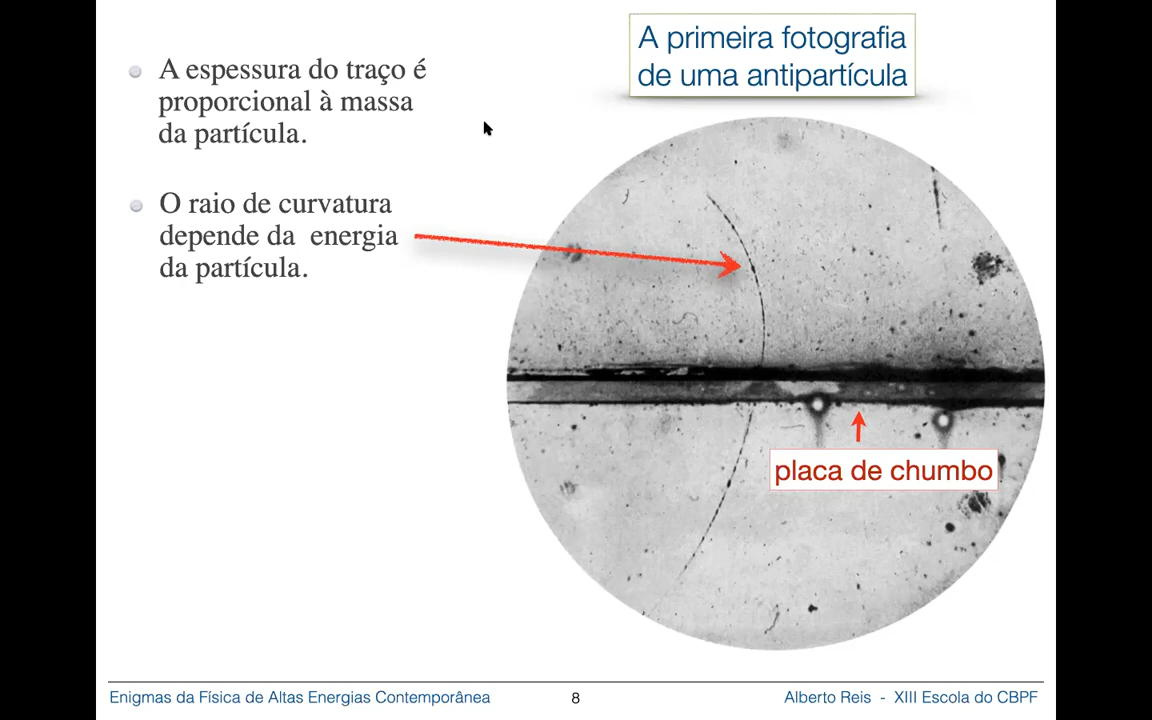 A primeira fotografia
de uma antipartícula
A espessura do traço é
proporcional à massa
da partícula.
O raio de curvatura
depende da energia
da partícula.
placa de chumbo
Enigmas da Física de Altas Energias Contemporânea
8
Alberto Reis - XIII Escola do CBPF